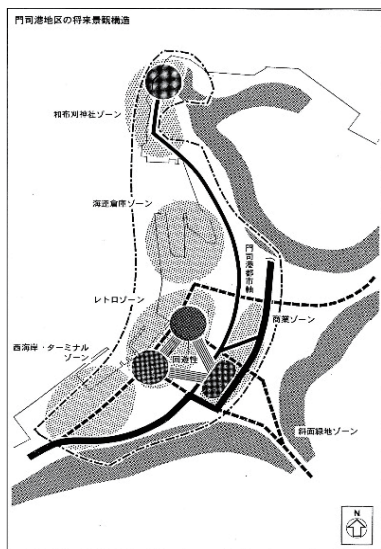 門司港地区の将来景観構造
和布刈神社ゾーン
海運倉庫ゾーン
門司港都市軸
レトロゾーン
商業ゾーン
西海岸・ターミナル
ゾーン
回遊性
斜面緑地ゾーン
N